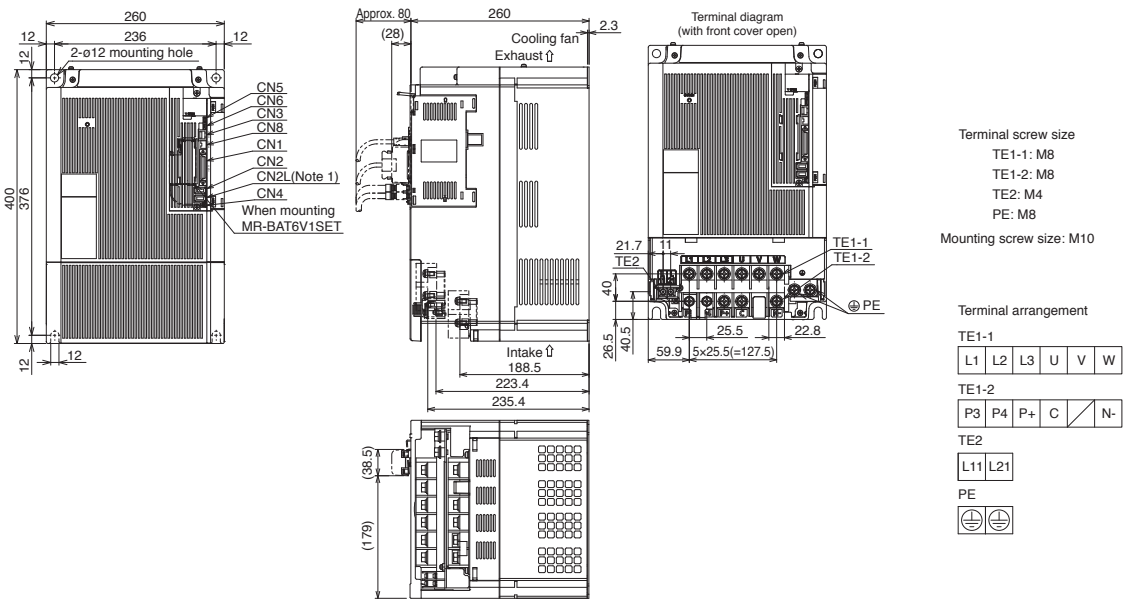 260
12
236
12
12
2-ø12 mounting hole
CN5
CN6
CN3
CN8
CN1
CN2
CN2L(Note 1)
CN4
When mounting
MR-BAT6V1SET
400
376
12
12
Approx. 80
260
(28)
2.3
Cooling fan
Exhaust
Intake
188.5
223.4
235.4
(38.5)
(179)
Terminal diagram
(with front cover open)
21.7
11
TE2
TE1-1
TE1-2
L1 L2 L3 U V W
40
PE
26.5
40.5
25.5
22.8
59.9
5x25.5(=127.5)
Terminal screw size
TE1-1: M8
TE1-2: M8
TE2: M4
PE: M8
Mounting screw size: M10
Terminal arrangement
TE1-1
L1 L2 L3 U V W
TE1-2
P3 P4 P+ C N-
TE2
L11 L21
PE